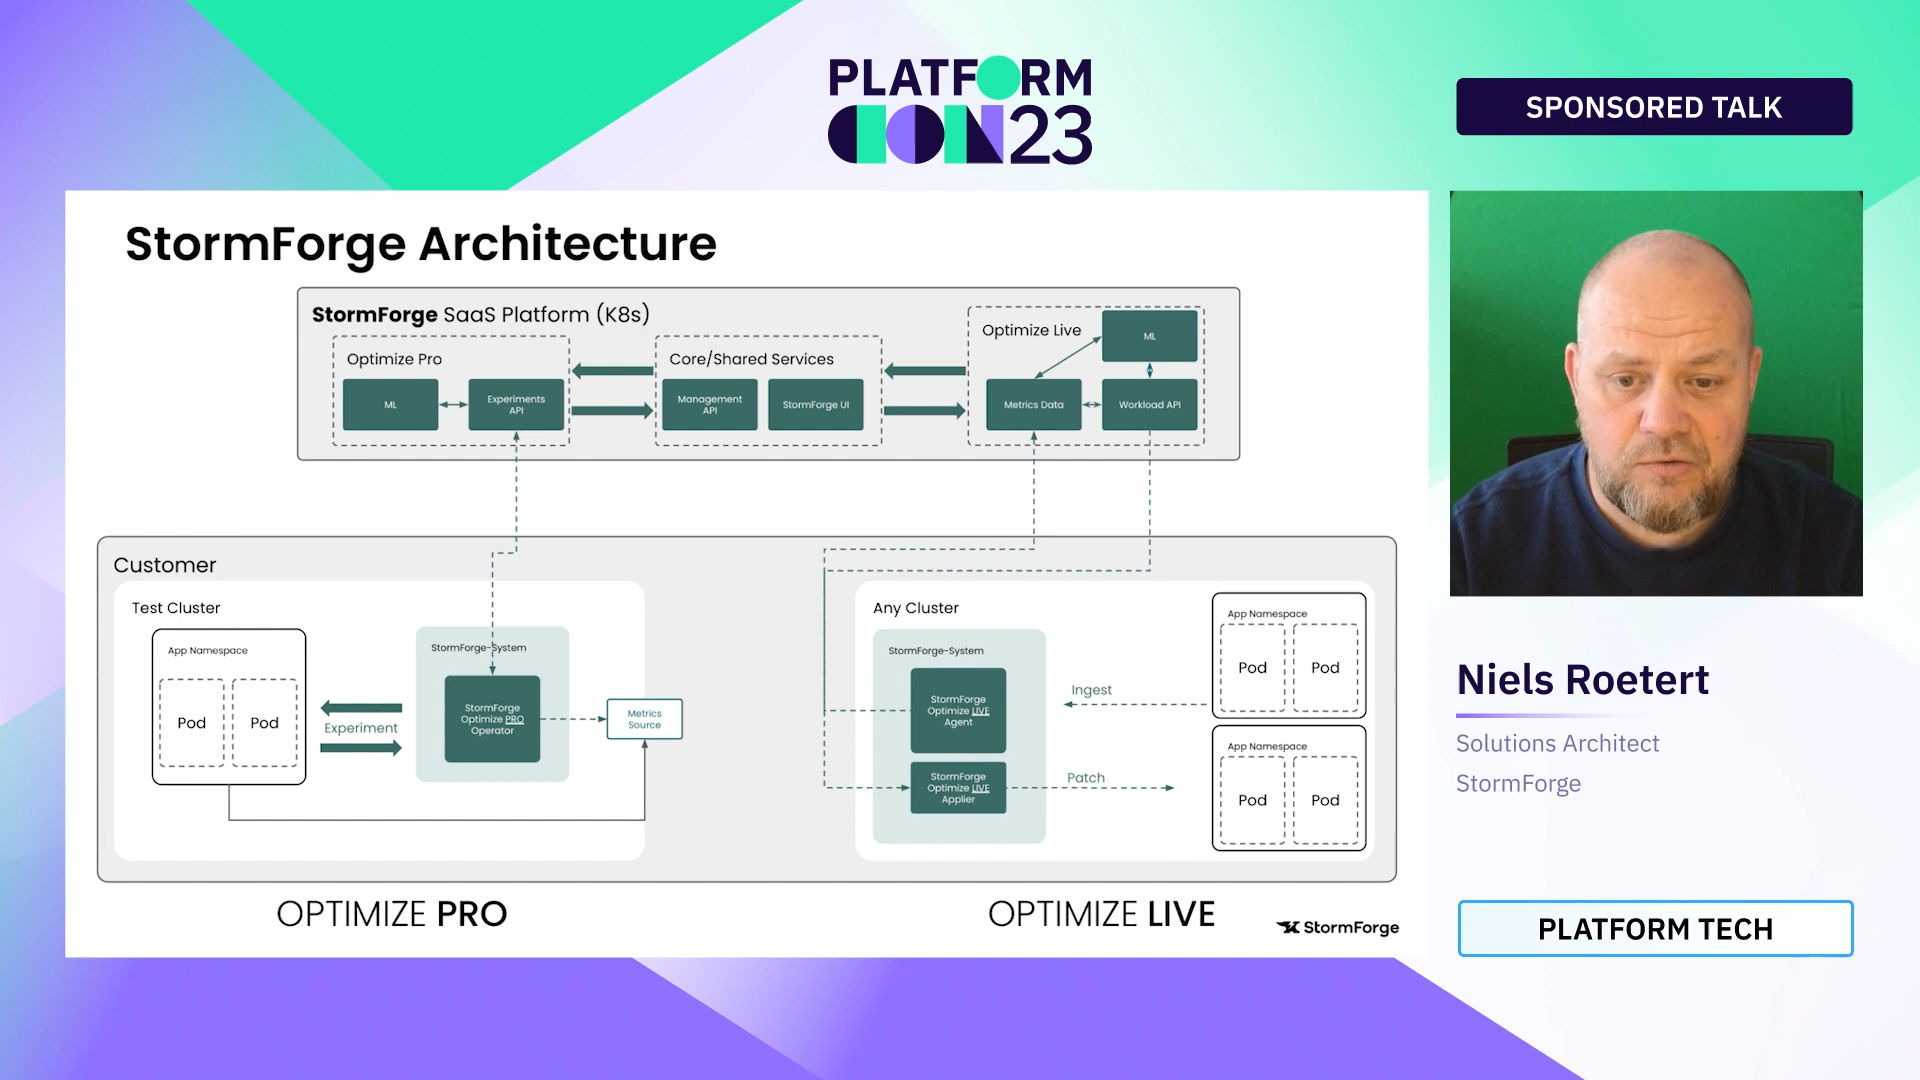 PLATFORM
CON23
SPONSORED TALK
StormForge Architecture
StormForge SaaS Platform (K8s)
Optimize Pro
ML
Experiments
API
Core/Shared Services
Management
API
StormForge UI
Optimize Live
ML
Metrics Data
Workload API
Customer
Test Cluster
App Namespace
Pod
Pod
Experiment
StormForge-System
StormForge
Optimize PRO
Operator
Metrics
Source
Any Cluster
StormForge-System
StormForge
Optimize LIVE
Agent
StormForge
Optimize LIVE
Applier
Ingest
Patch
App Namespace
Pod
Pod
App Namespace
Pod
Pod
OPTIMIZE PRO
OPTIMIZE LIVE
StormForge
Niels Roetert
Solutions Architect
StormForge
PLATFORM TECH